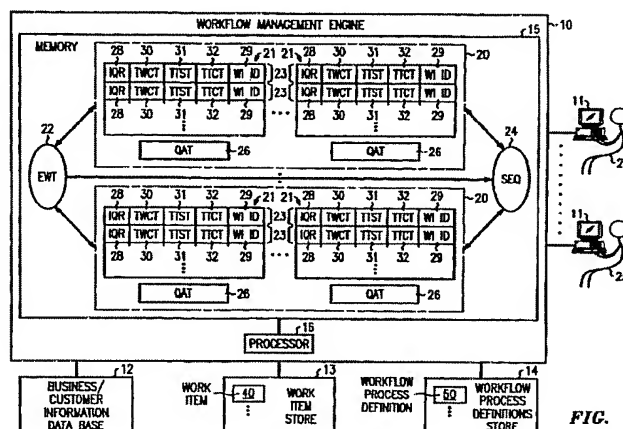 WORKFLOW MANAGEMENT ENGINE 10
15
MEMORY
28 30 31 32 29 21 21 28 30 31 32 29 20
IQR TWCT TTST TTCT WI ID 23 IQR TWCT TTST TTCT WI ID
IQR TWCT TTST TTCT WI ID 23 IQR TWCT TTST TTCT WI ID
28 30 31 32 29 28 30 31 32 29
22 24
QAT 26 QAT 26
EWT SEQ
11
28 30 31 32 29 21 21 28 30 31 32 29 20
IQR TWCT TTST TTCT WI ID 23 IQR TWCT TTST TTCT WI ID
IQR TWCT TTST TTCT WI ID 23 IQR TWCT TTST TTCT WI ID
28 30 31 32 29 28 30 31 32 29
11
QAT 26 QAT 26
PROCESSOR 16
12 13 14
BUSINESS/
CUSTOMER
INFORMATION
DATA BASE
WORK
ITEM 40 WORK
ITEM
STORE
WORKFLOW
PROCESS
DEFINITION 50 WORKFLOW
PROCESS
DEFINITIONS
STORE
FIG.